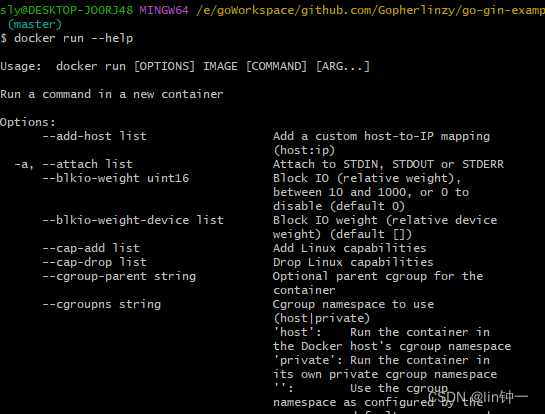 sly@DESKTOP-JOORJ48 MINGW64 /e/goWorkspace/github.com/Gopherlinzy/go-gin-examp
(master)
$ docker run --help
Usage:  docker run [OPTIONS] IMAGE [COMMAND] [ARG...]
Run a command in a new container
Options:
--add-host list Add a custom host-to-IP mapping
(host:ip)
-a, --attach list Attach to STDIN, STDOUT or STDERR
--blkio-weight uint16 Block IO (relative weight),
between 10 and 1000, or 0 to
disable (default 0)
--blkio-weight-device list Block IO weight (relative device
weight) (default [])
--cap-add list Add Linux capabilities
--cap-drop list Drop Linux capabilities
--cgroup-parent string Optional parent cgroup for the
container
--cgroupns string Cgroup namespace to use
(host|private)
'host': Run the container in
the Docker host's cgroup namespace
'private': Run the container in
its own private cgroup namespace
'': Use the cgroup
namespace as configured by the
CSDN @lin钟一